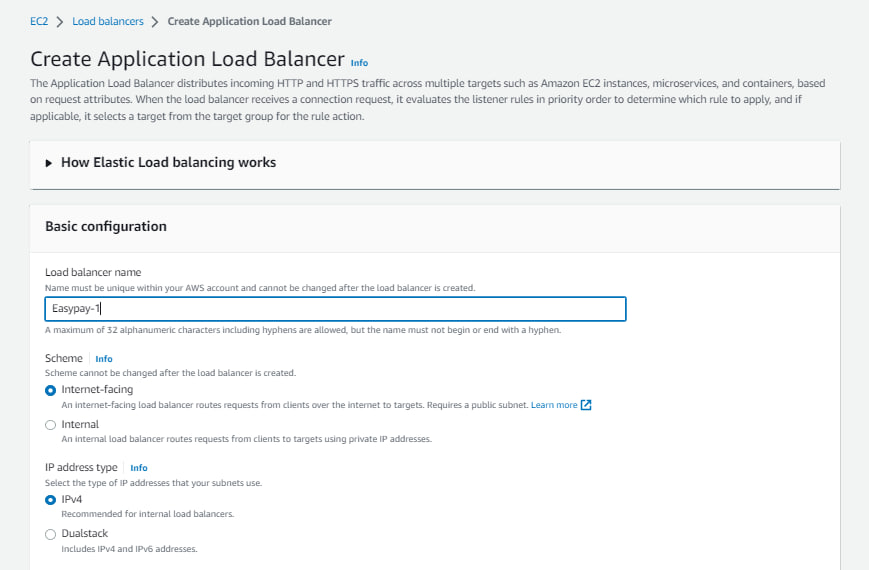 EC2 > Load balancers > Create Application Load Balancer
Create Application Load Balancer Info
The Application Load Balancer distributes incoming HTTP and HTTPS traffic across multiple targets such as Amazon EC2 instances, microservices, and containers, based
on request attributes. When the load balancer receives a connection request, it evaluates the listener rules in priority order to determine which rule to apply, and if
applicable, it selects a target from the target group for the rule action.
How Elastic Load balancing works
Basic configuration
Load balancer name
Name must be unique within your AWS account and cannot be changed after the load balancer is created.
Easypay-1
A maximum of 32 alphanumeric characters including hyphens are allowed, but the name must not begin or end with a hyphen.
Scheme Info
Scheme cannot be changed after the load balancer is created.
Internet-facing
An internet-facing load balancer routes requests from clients over the internet to targets. Requires a public subnet. Learn more
Internal
An internal load balancer routes requests from clients to targets using private IP addresses.
IP address type Info
Select the type of IP addresses that your subnets use.
IPv4
Recommended for internal load balancers.
Dualstack
Includes IPv4 and IPv6 addresses.